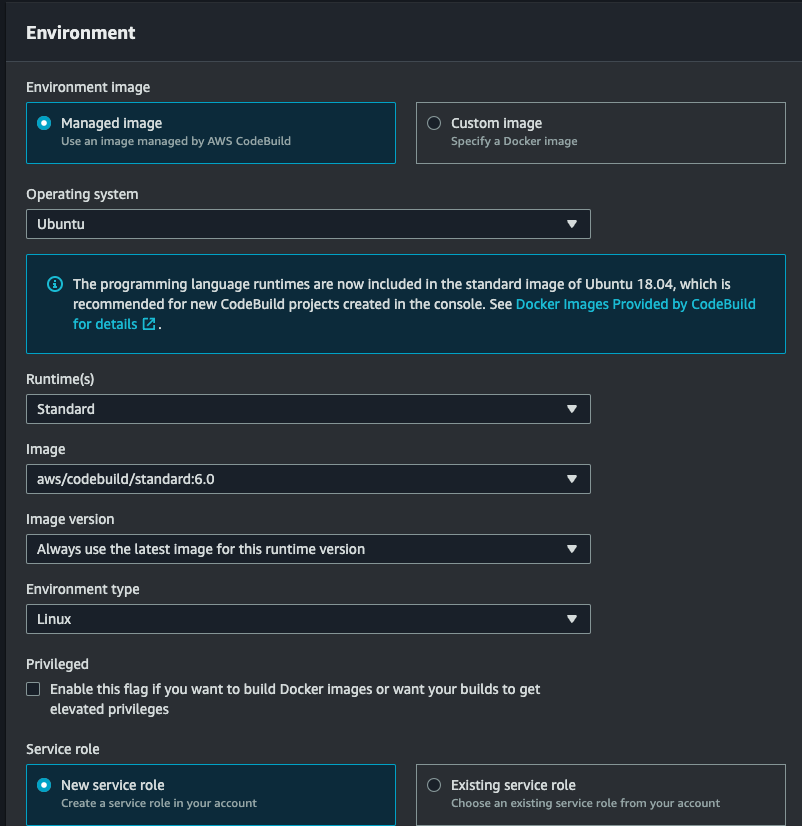 Environment
Environment image
Managed image
Use an image managed by AWS CodeBuild
Custom image
Specify a Docker image
Operating system
Ubuntu
The programming language runtimes are now included in the standard image of Ubuntu 18.04, which is
recommended for new CodeBuild projects created in the console. See Docker Images Provided by CodeBuild
for details .
Runtime(s)
Standard
Image
aws/codebuild/standard:6.0
Image version
Always use the latest image for this runtime version
Environment type
Linux
Privileged
Enable this flag if you want to build Docker images or want your builds to get
elevated privileges
Service role
New service role
Create a service role in your account
Existing service role
Choose an existing service role from your account